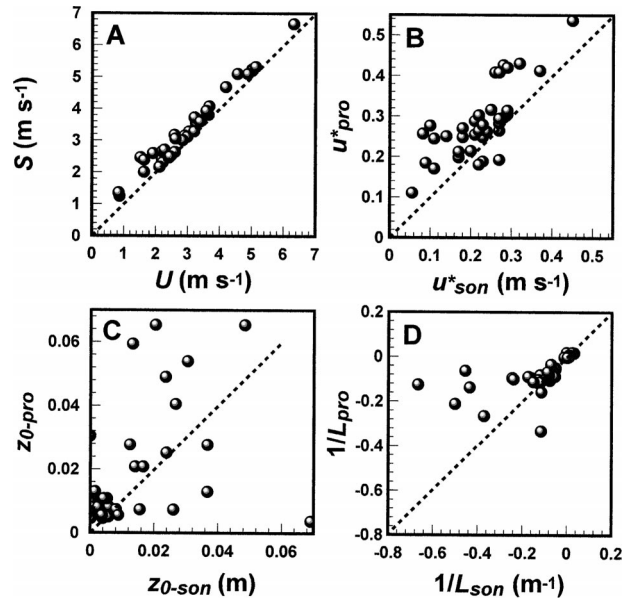 A
7
6
5
4
3
2
1
0
S (m s-1)
0 1 2 3 4 5 6 7
U (m s-1)
B
0.5
0.4
0.3
0.2
0.1
0
u*pro
0 0.1 0.2 0.3 0.4 0.5
u*son (m s-1)
C
0.06
0.04
0.02
0
z0-pro
0 0.02 0.04 0.06
z0-son (m)
D
0.2
0
-0.2
-0.4
-0.6
-0.8
1/Lpro
-0.8 -0.6 -0.4 -0.2 0 0.2
1/Lson (m-1)